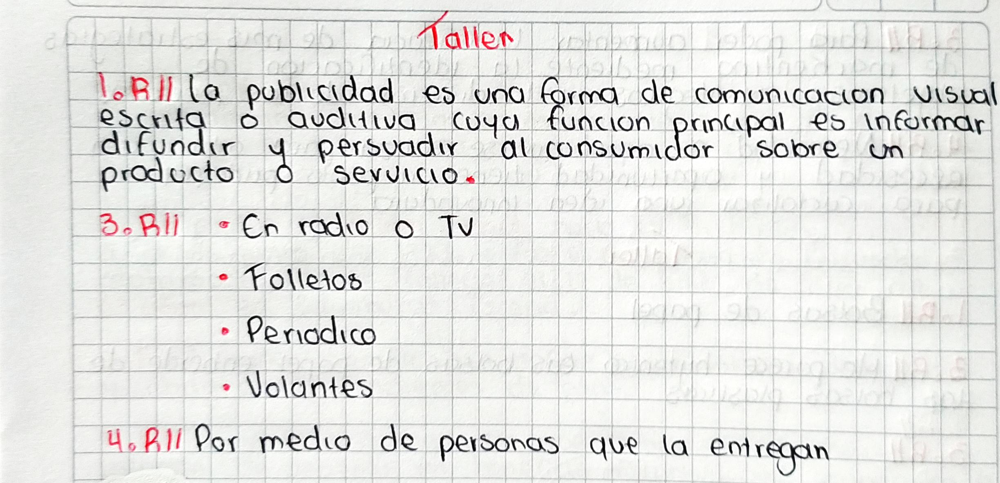 Taller
1. R// La publicidad es una forma de comunicacion visual
escrita o auditiva cuya funcion principal es informar
difundir y persuadir al consumidor sobre un
producto o servicio.
3. R// • En radio o TV
• Folletos
• Periodico
• Volantes
4. R// Por medio de personas que la entregan